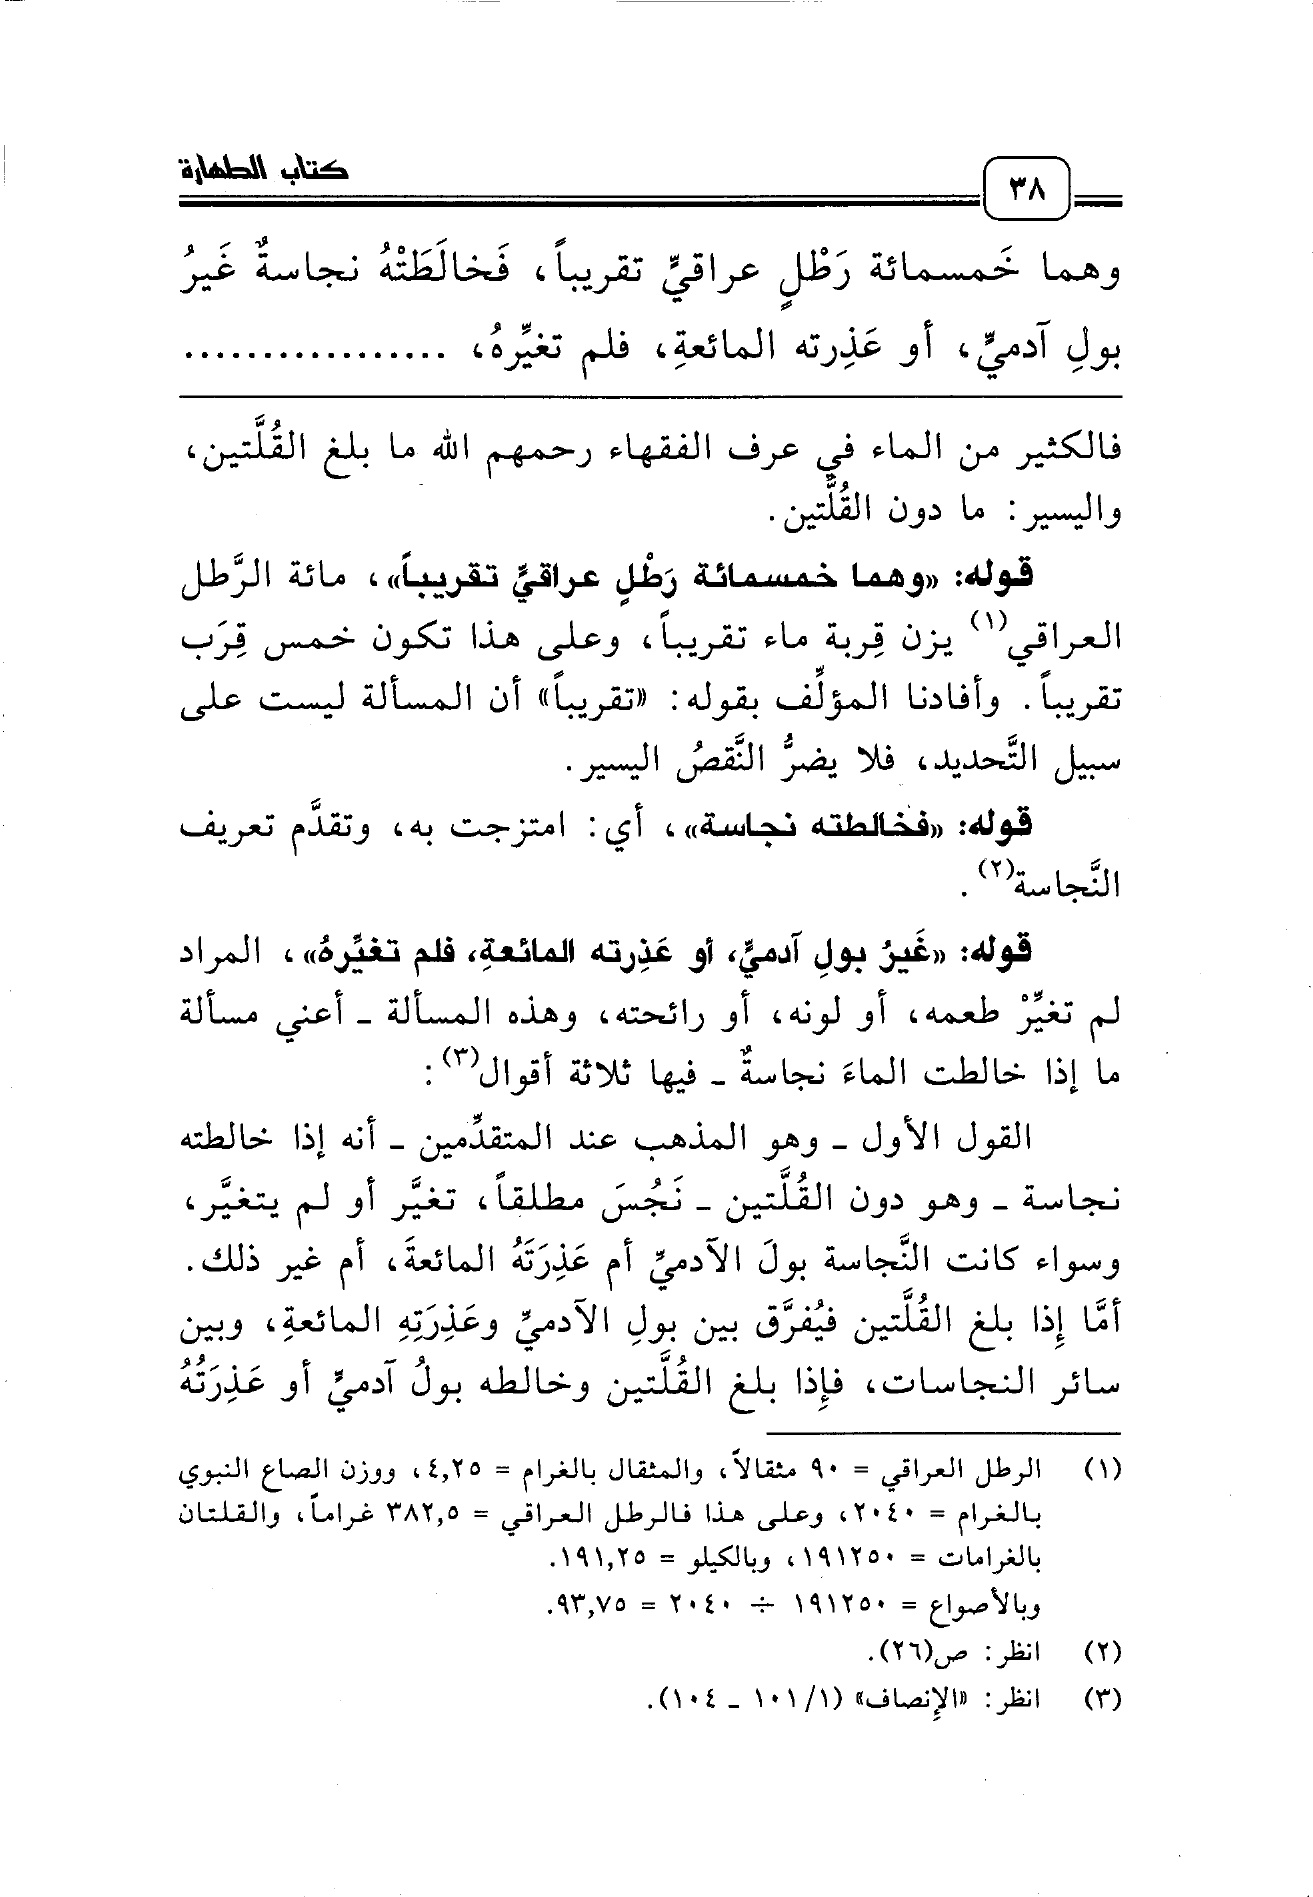 كتاب الطهارة
٣٨
وهما خَمسمائة رَطْلٍ عراقيٍّ تقريباً، فَخالَطَتْهُ نجاسةٌ غَيرُ
بولِ آدميٍّ، أو عَذِرته المائعةِ، فلم تغيِّرهُ، .................
فالكثير من الماء في عرف الفقهاء رحمهم الله ما بلغ القُلَّتين،
واليسير: ما دون القُلَّتين.
قوله: «وهما خمسمائة رَطْلٍ عراقيٍّ تقريباً»، مائة الرَّطل
العراقي(١) يزن قِربة ماء تقريباً، وعلى هذا تكون خمس قِرَب
تقريباً. وأفادنا المؤلِّف بقوله: «تقريباً» أن المسألة ليست على
سبيل التَّحديد، فلا يضرُّ النَّقصُ اليسير.
قوله: «فخالطته نجاسة»، أي: امتزجت به، وتقدَّم تعريف
النَّجاسة(٢).
قوله: «غَيرُ بولِ آدميٍّ، أو عَذِرته المائعةِ، فلم تغيِّرهُ»، المراد
لم تغيِّرْ طعمه، أو لونه، أو رائحته، وهذه المسألة ـ أعني مسألة
ما إذا خالطت الماءَ نجاسةٌ ـ فيها ثلاثة أقوال(٣):
القول الأول ـ وهو المذهب عند المتقدِّمين ـ أنه إذا خالطته
نجاسة ـ وهو دون القُلَّتين ـ نَجُسَ مطلقاً، تغيَّر أو لم يتغيَّر،
وسواء كانت النَّجاسة بولَ الآدميِّ أم عَذِرَتَهُ المائعةَ، أم غير ذلك.
أمَّا إِذا بلغ القُلَّتين فيُفرَّق بين بولِ الآدميِّ وعَذِرَتِهِ المائعةِ، وبين
سائر النجاسات، فإِذا بلغ القُلَّتين وخالطه بولُ آدميٍّ أو عَذِرَتُهُ
(١) الرطل العراقي = ٩٠ مثقالاً، والمثقال بالغرام = ٤,٢٥، ووزن الصاع النبوي
بالغرام = ٢٠٤٠، وعلى هذا فالرطل العراقي = ٣٨٢,٥ غراماً، والقلتان
بالغرامات = ١٩١٢٥٠، وبالكيلو = ١٩١,٢٥.
وبالأصواع = ١٩١٢٥٠ ÷ ٢٠٤٠ = ٩٣,٧٥.
(٢) انظر: ص(٢٦).
(٣) انظر: «الإِنصاف» (١/ ١٠١ ـ ١٠٤).